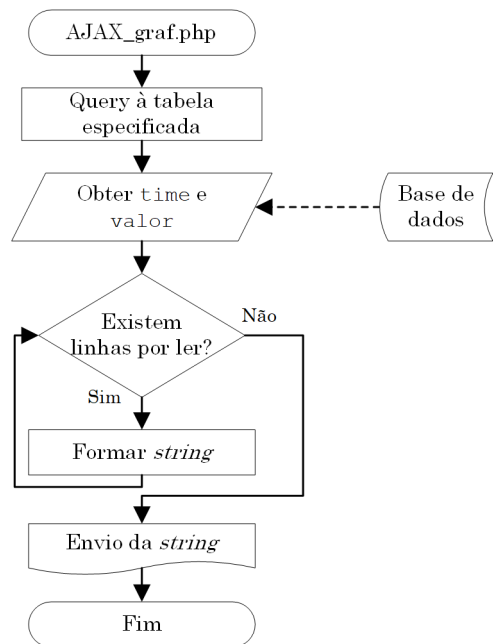 AJAX_graf.php
Query à tabela
especificada
Obter time e
valor
Base de
dados
Existem
linhas por ler?
Não
Sim
Formar string
Envio da string
Fim